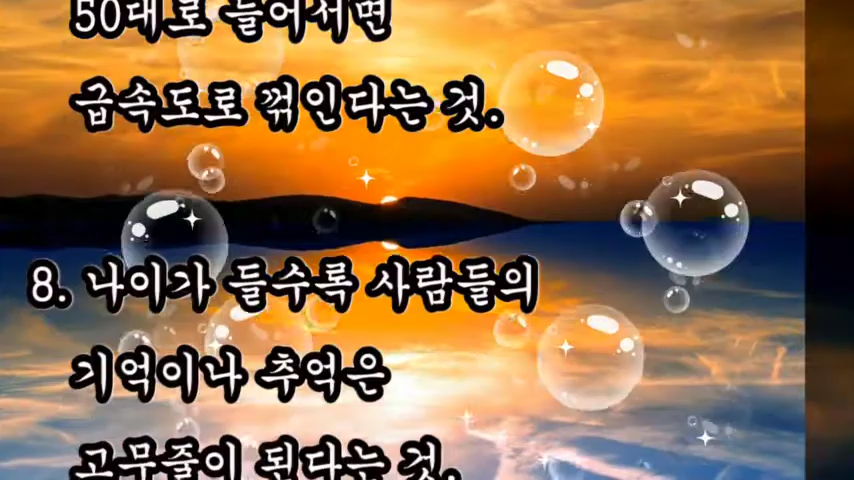 50대로 들어서면
급속도로 꺾인다는 것.
8. 나이가 들수록 사람들의
기억이나 추억은
고무줄이 된다는 것.